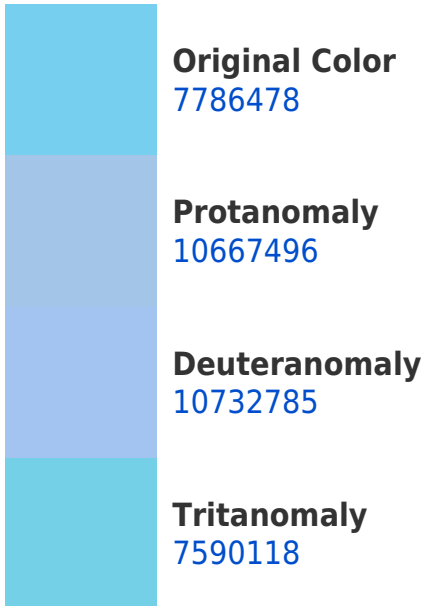 Original Color
7786478
Protanomaly
10667496
Deuteranomaly
10732785
Tritanomaly
7590118